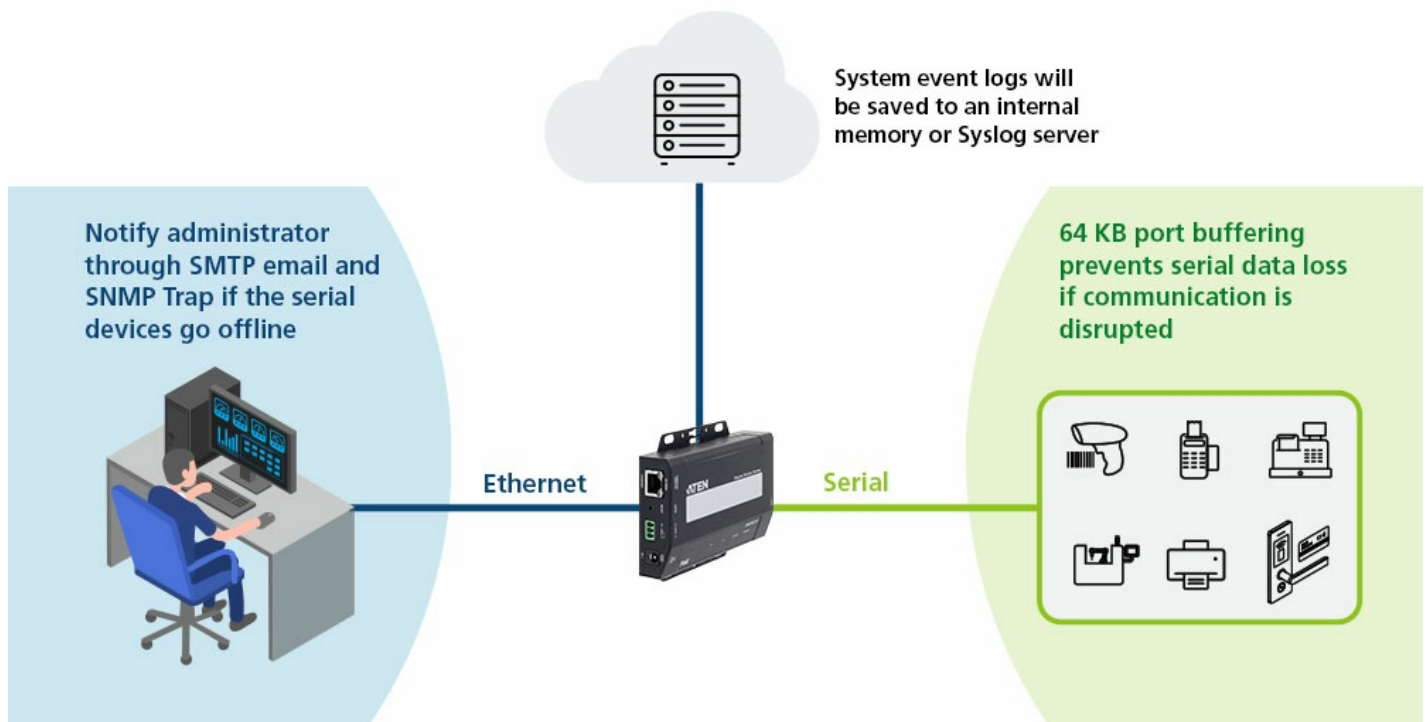 System event logs will
be saved to an internal
memory or Syslog server
Notify administrator
through SMTP email and
SNMP Trap if the serial
devices go offline
64 KB port buffering
prevents serial data loss
if communication is
disrupted
Ethernet
Serial
ATEN
PoE